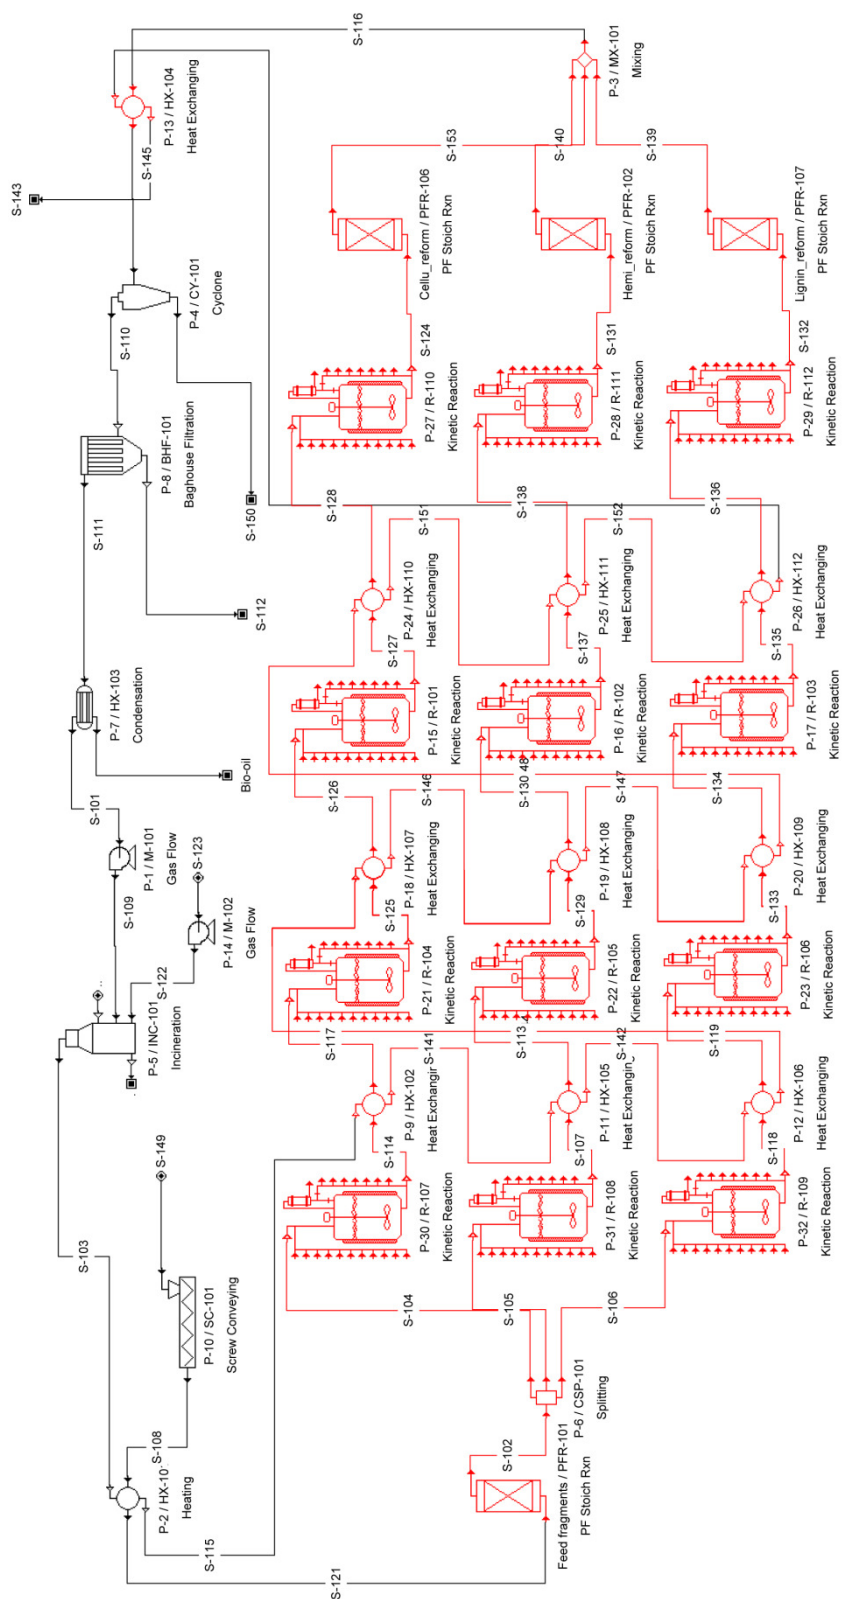 S-103
S-149
S-123
S-101
S-111
S-110
S-143
S-116
S-109
S-122
S-145
P-5 / INC-101
Incineration
P-1 / M-101
Gas Flow
P-14 / M-102
Gas Flow
P-7 / HX-103
Condensation
Bio-oil
P-8 / BHF-101
Baghouse Filtration
S-112
P-4 / CY-101
Cyclone
S-150
P-13 / HX-104
Heat Exchanging
S-108
P-10 / SC-101
Screw Conveying
P-2 / HX-10
Heating
S-115
S-121
S-104
S-114
P-30 / R-107
Kinetic Reaction
P-9 / HX-102
Heat Exchangin
S-117
S-141
S-125
P-21 / R-104
Kinetic Reaction
P-18 / HX-107
Heat Exchanging
S-126
S-146
S-127
P-15 / R-101
Kinetic Reaction
P-24 / HX-110
Heat Exchanging
S-128
S-151
P-27 / R-110
Kinetic Reaction
S-124
Cellu_reform / PFR-106
PF Stoich Rxn
S-153
Feed fragments / PFR-101
PF Stoich Rxn
S-102
P-6 / CSP-101
Splitting
S-105
S-107
P-31 / R-108
Kinetic Reaction
P-11 / HX-105
Heat Exchanging
S-113
4
S-142
S-129
P-22 / R-105
Kinetic Reaction
P-19 / HX-108
Heat Exchanging
S-130
48
S-147
S-137
P-16 / R-102
Kinetic Reaction
P-25 / HX-111
Heat Exchanging
S-138
S-152
P-28 / R-111
Kinetic Reaction
S-131
Hemi_reform / PFR-102
PF Stoich Rxn
S-140
P-3 / MX-101
Mixing
S-106
S-118
P-32 / R-109
Kinetic Reaction
P-12 / HX-106
Heat Exchanging
S-119
S-133
P-23 / R-106
Kinetic Reaction
P-20 / HX-109
Heat Exchanging
S-134
S-135
P-17 / R-103
Kinetic Reaction
P-26 / HX-112
Heat Exchanging
S-136
P-29 / R-112
Kinetic Reaction
S-132
Lignin_reform / PFR-107
PF Stoich Rxn
S-139